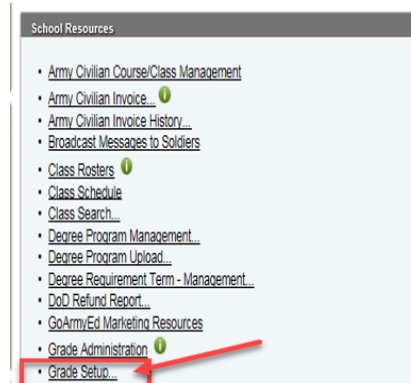 School Resources
• Army Civilian Course/Class Management
• Army Civilian Invoice...
• Army Civilian Invoice History...
• Broadcast Messages to Soldiers
• Class Rosters
• Class Schedule
• Class Search...
• Degree Program Management...
• Degree Program Upload...
• Degree Requirement Term - Management...
• DoD Refund Report...
• GoArmyEd Marketing Resources
• Grade Administration
• Grade Setup...